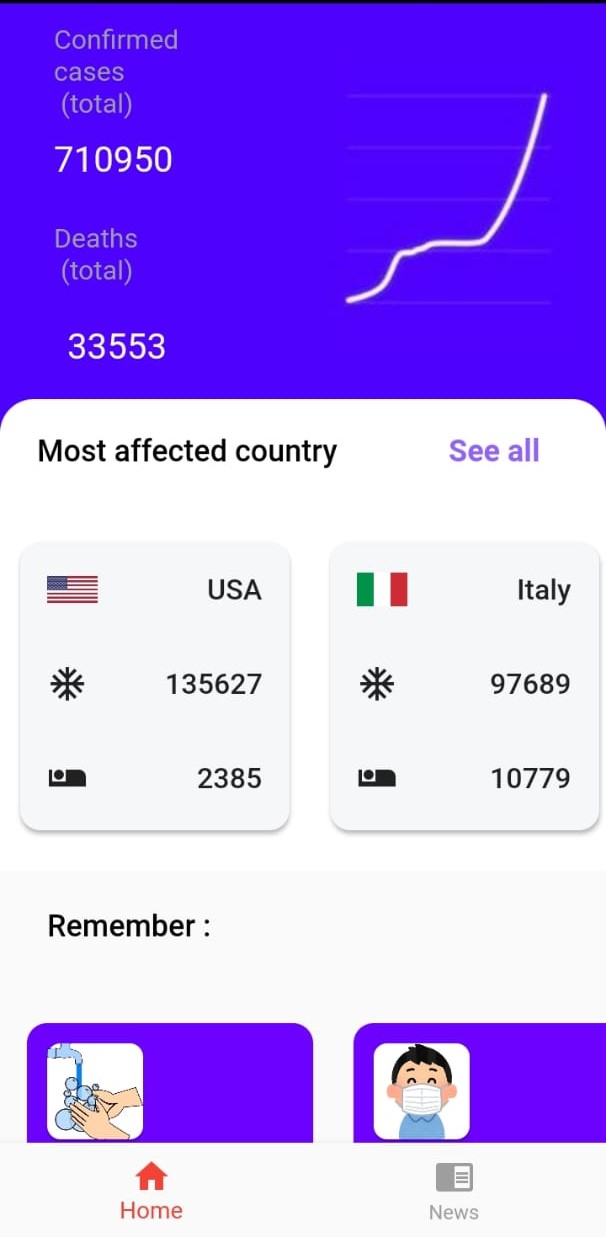 Confirmed
cases
(total)
710950
Deaths
(total)
33553
Most affected country
See all
USA
135627
2385
Italy
97689
10779
Remember :
Home
News